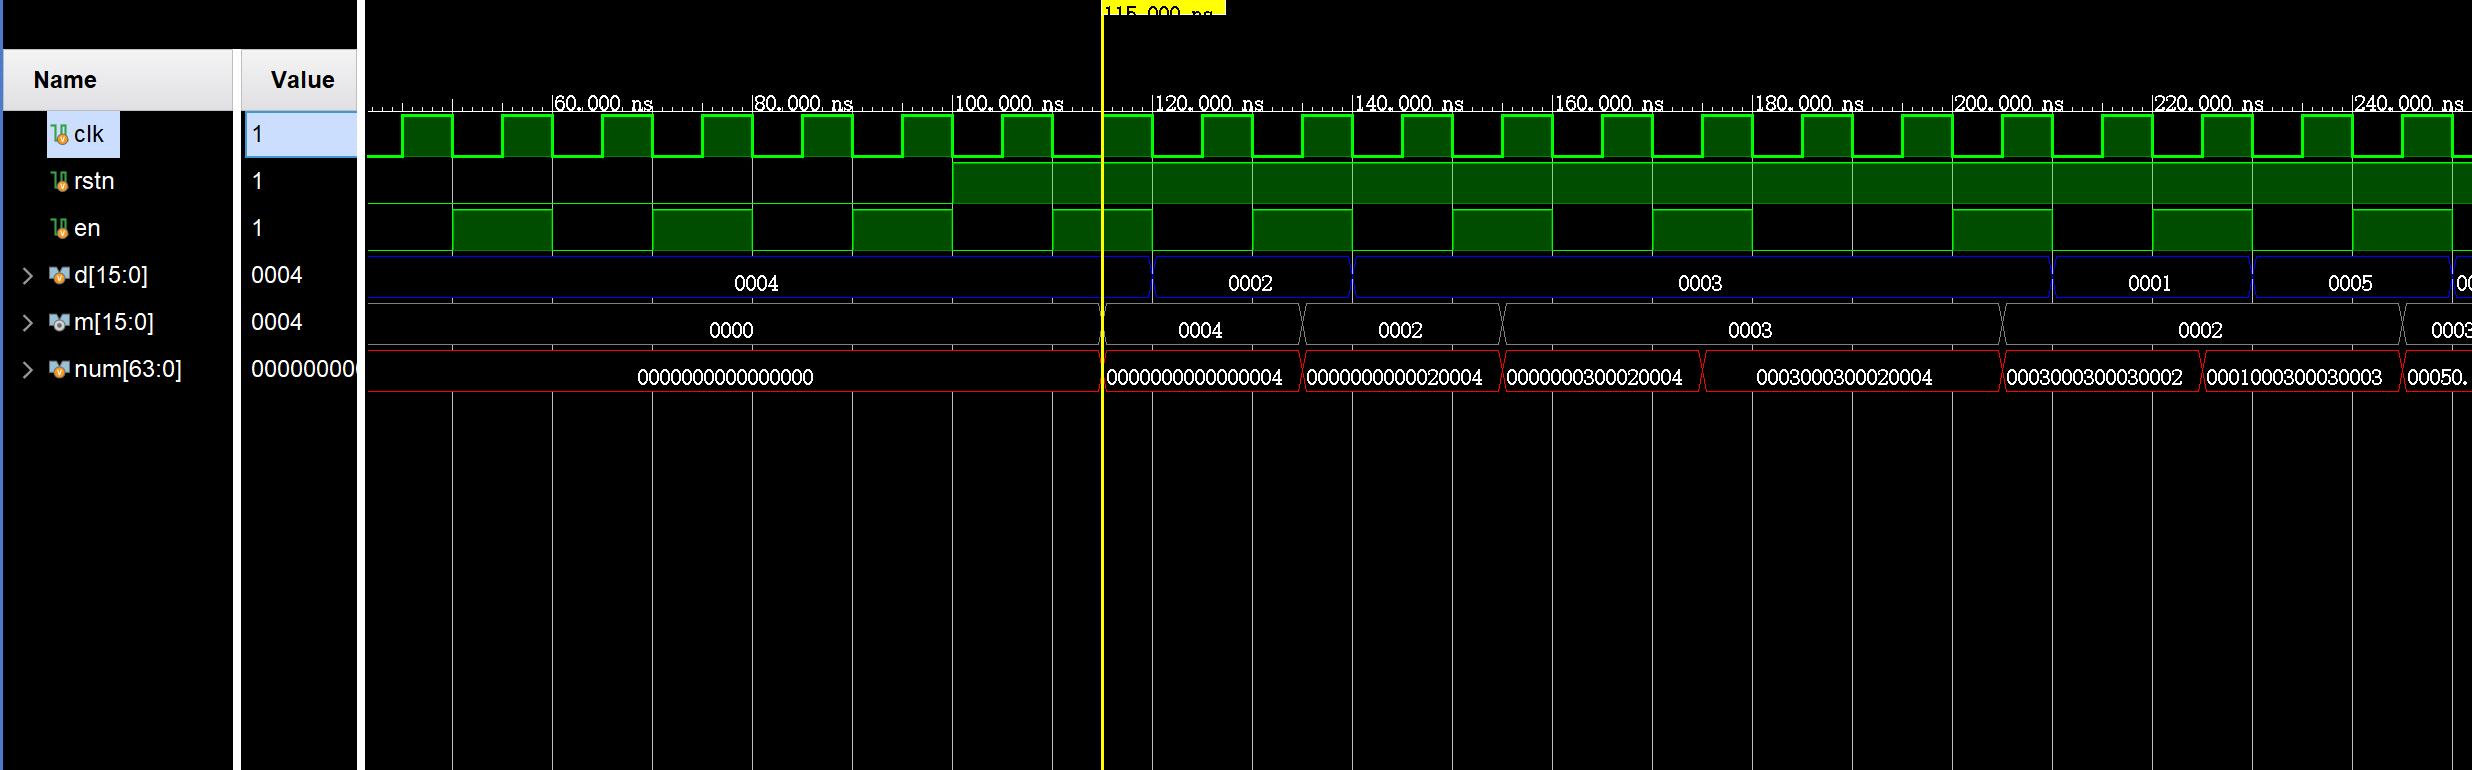 115.000 ns
Name Value
60.000 ns 80.000 ns 100.000 ns 120.000 ns 140.000 ns 160.000 ns 180.000 ns 200.000 ns 220.000 ns 240.000 ns
clk 1
rstn 1
en 1
d[15:0] 0004 0004 0002 0003 0001 0005 00
m[15:0] 0004 0000 0004 0002 0003 0002 0003
num[63:0] 000000000 0000000000000000 0000000000000004 0000000000020004 0000000300020004 0003000300020004 0003000300030002 0001000300030003 00050.